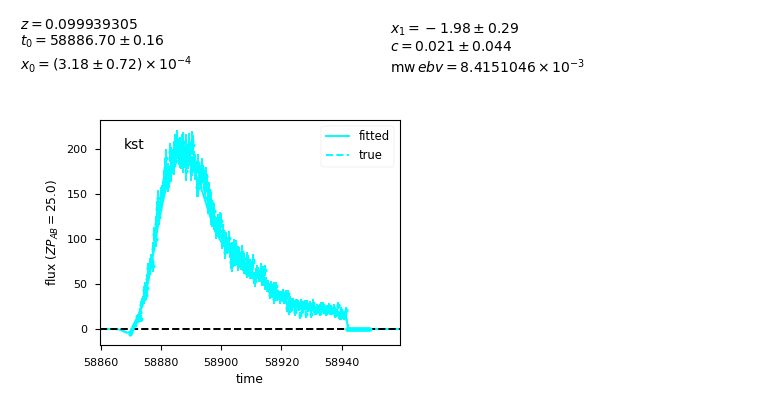 z = 0.099939305
t₀ = 58886.70 ± 0.16
x₀ = (3.18 ± 0.72) × 10⁻⁴
x₁ = − 1.98 ± 0.29
c = 0.021 ± 0.044
mw ebv = 8.4151046 × 10⁻³
kst
fitted
true
flux (ZP_AB = 25.0)
200
150
100
50
0
58860 58880 58900 58920 58940
time